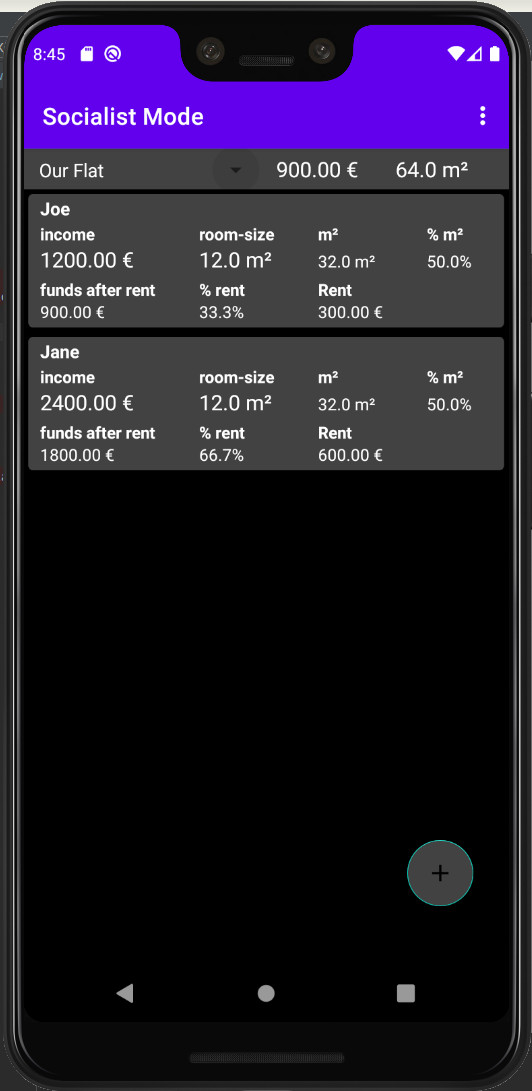 8:45
Socialist Mode
Our Flat 900.00 € 64.0 m²
Joe
income room-size m² % m²
1200.00 € 12.0 m² 32.0 m² 50.0%
funds after rent % rent Rent
900.00 € 33.3% 300.00 €
Jane
income room-size m² % m²
2400.00 € 12.0 m² 32.0 m² 50.0%
funds after rent % rent Rent
1800.00 € 66.7% 600.00 €
+